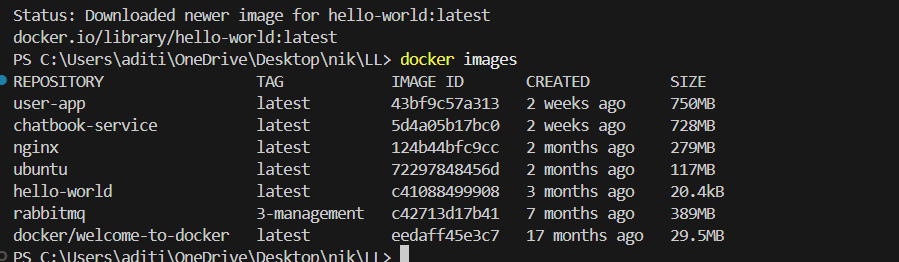 Status: Downloaded newer image for hello-world:latest
docker.io/library/hello-world:latest
PS C:\Users\aditi\OneDrive\Desktop\nik\LL> docker images
REPOSITORY TAG IMAGE ID CREATED SIZE
user-app latest 43bf9c57a313 2 weeks ago 750MB
chatbook-service latest 5d4a05b17bc0 2 weeks ago 728MB
nginx latest 124b44bfc9cc 2 months ago 279MB
ubuntu latest 72297848456d 2 months ago 117MB
hello-world latest c41088499908 3 months ago 20.4kB
rabbitmq 3-management c42713d17b41 7 months ago 389MB
docker/welcome-to-docker latest eedaff45e3c7 17 months ago 29.5MB
PS C:\Users\aditi\OneDrive\Desktop\nik\LL>